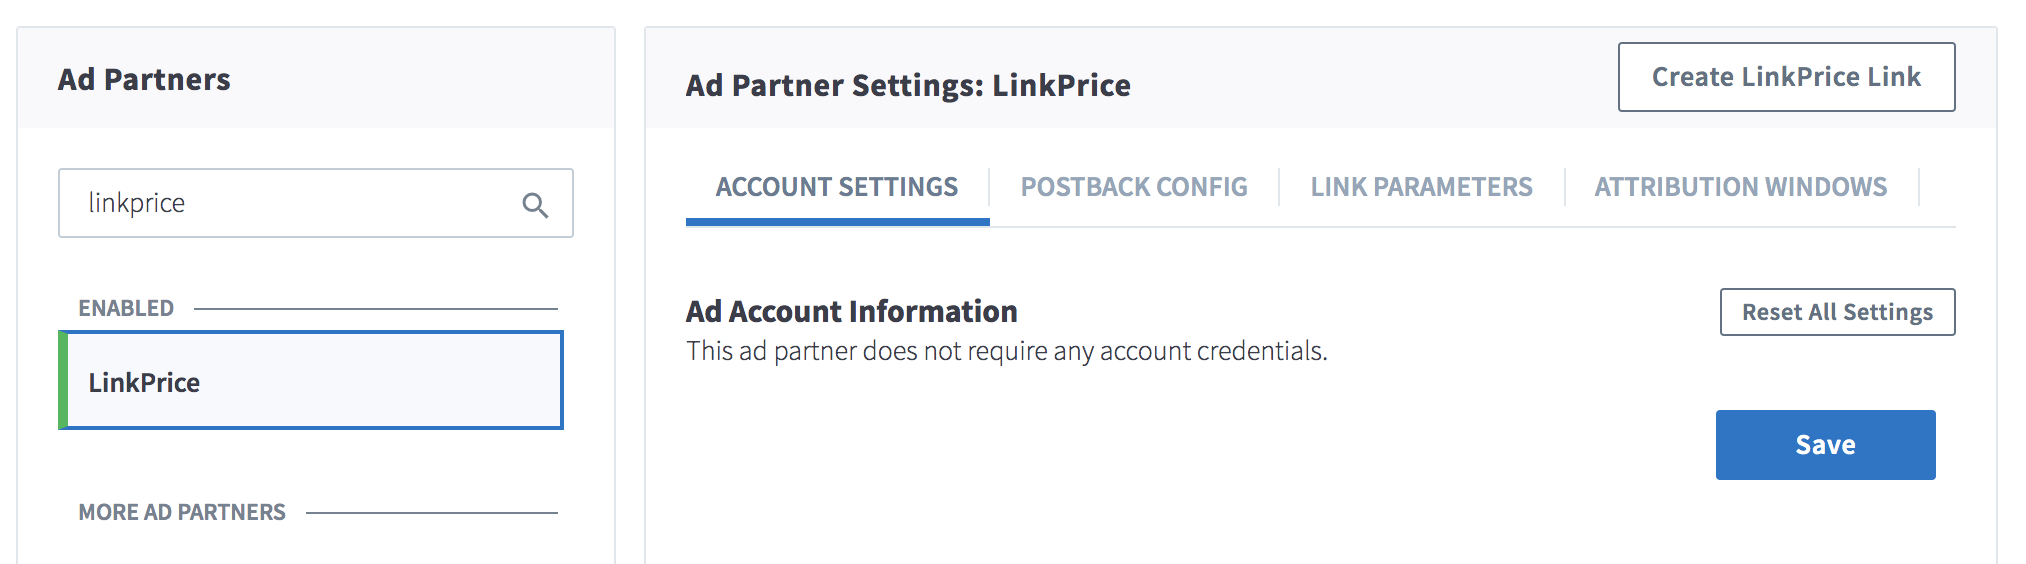 Ad Partners
linkprice
ENABLED
LinkPrice
MORE AD PARTNERS
Ad Partner Settings: LinkPrice
Create LinkPrice Link
ACCOUNT SETTINGS
POSTBACK CONFIG
LINK PARAMETERS
ATTRIBUTION WINDOWS
Ad Account Information
Reset All Settings
This ad partner does not require any account credentials.
Save